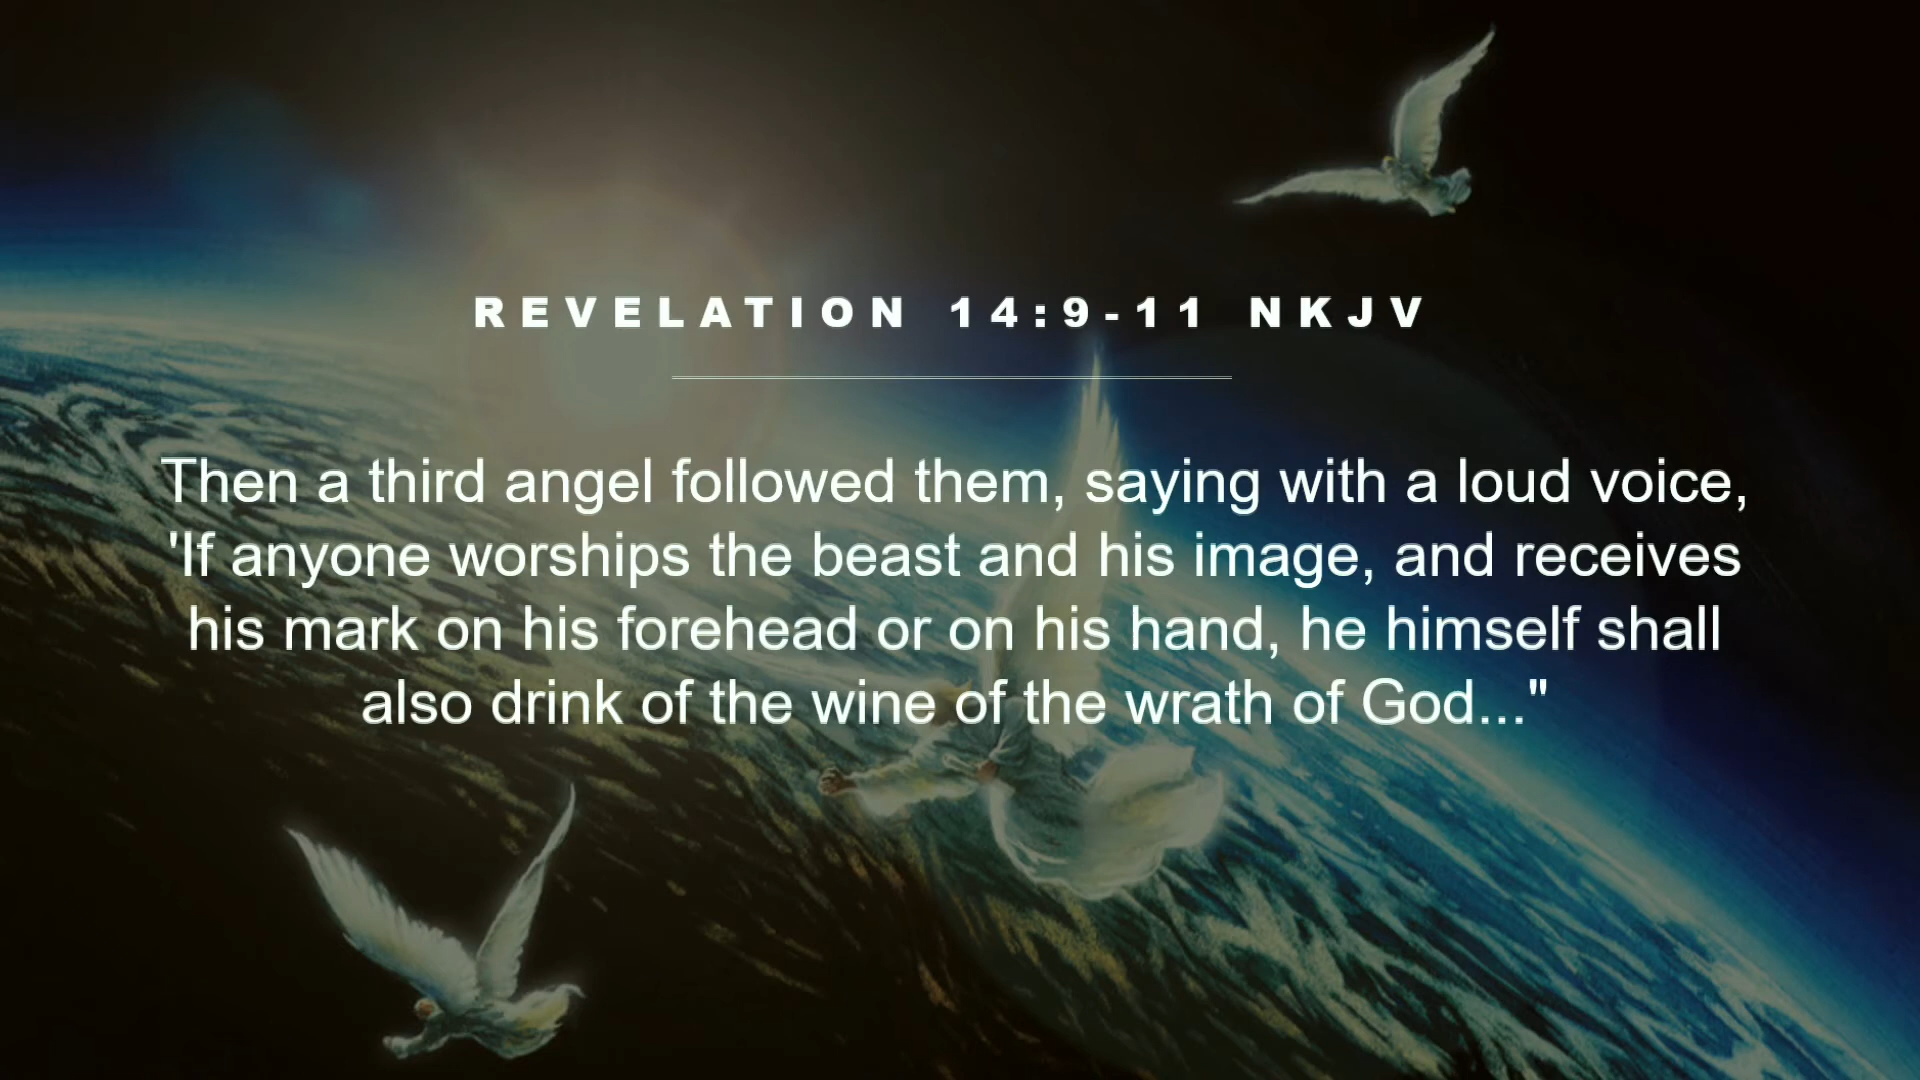 REVELATION 14:9-11 NKJV
Then a third angel followed them, saying with a loud voice,
'If anyone worships the beast and his image, and receives
his mark on his forehead or on his hand, he himself shall
also drink of the wine of the wrath of God..."